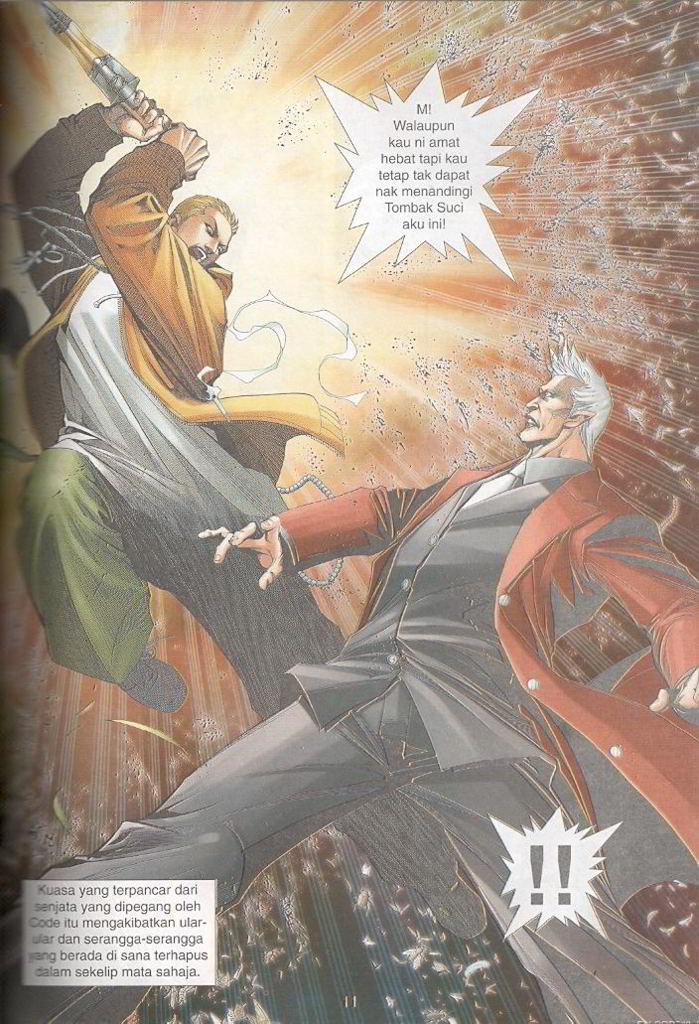 M!
Walaupun
kau ni amat
hebat tapi kau
tetap tak dapat
nak menandingi
Tombak Suci
aku ini!
!!
Kuasa yang terpancar dari
senjata yang dipegang oleh
Code itu mengakibatkan ular-
ular dan serangga-serangga
yang berada di sana terhapus
dalam sekelip mata sahaja.
11